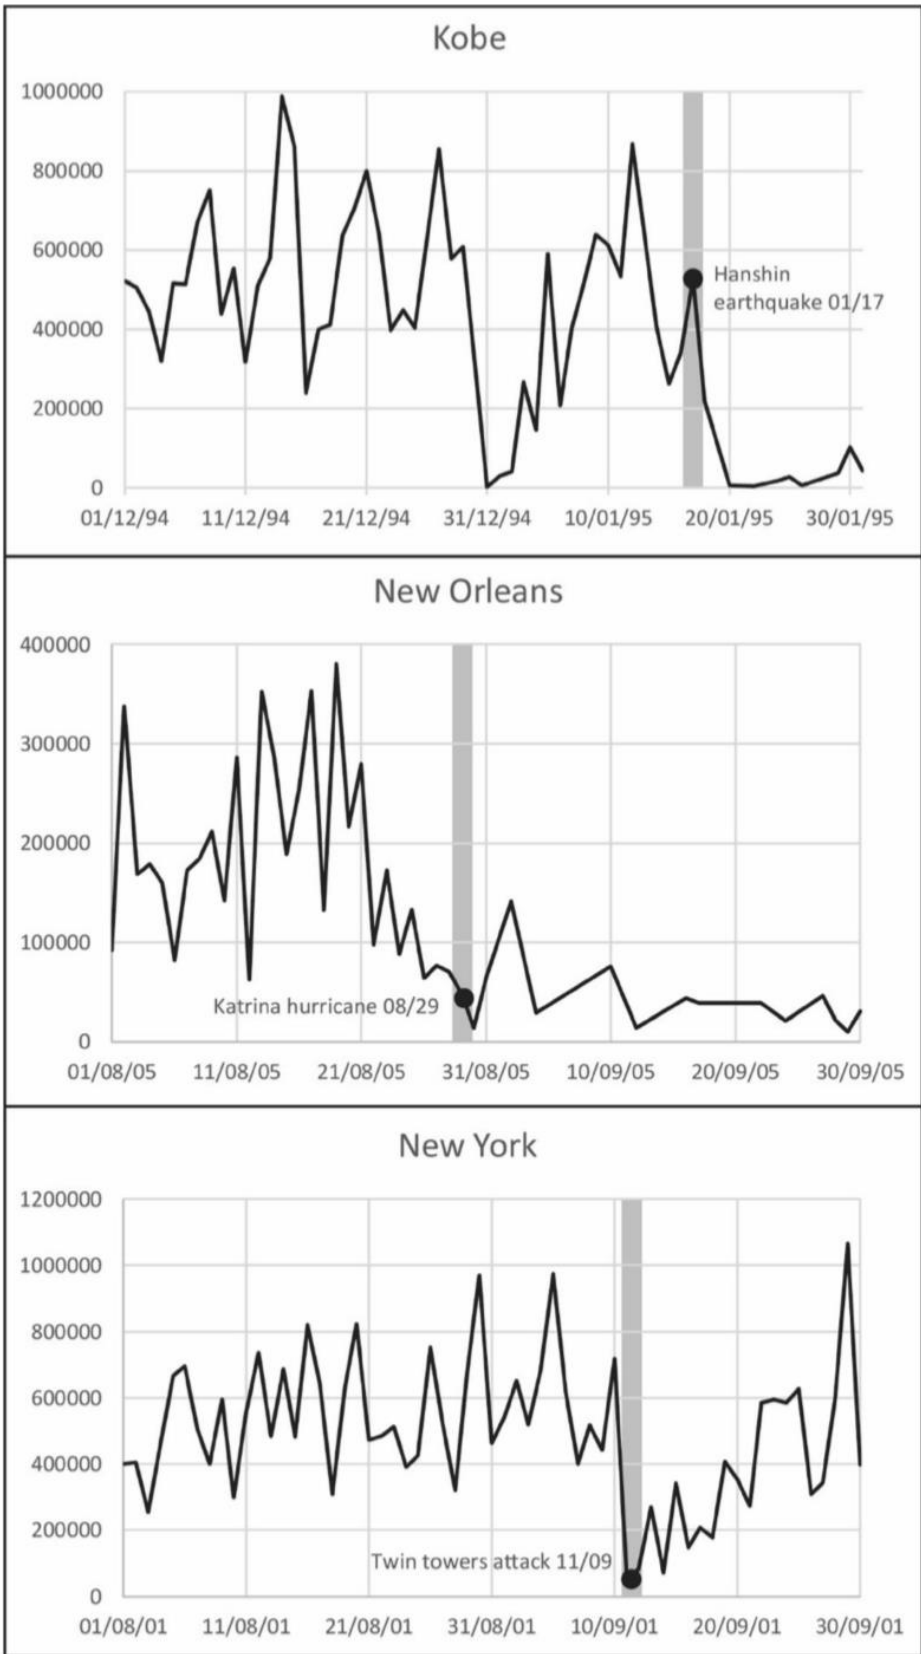 Kobe
1000000
800000
600000
400000
200000
0
Hanshin
earthquake 01/17
01/12/94 11/12/94 21/12/94 31/12/94 10/01/95 20/01/95 30/01/95
New Orleans
400000
300000
200000
100000
0
Katrina hurricane 08/29
01/08/05 11/08/05 21/08/05 31/08/05 10/09/05 20/09/05 30/09/05
New York
1200000
1000000
800000
600000
400000
200000
0
Twin towers attack 11/09
01/08/01 11/08/01 21/08/01 31/08/01 10/09/01 20/09/01 30/09/01